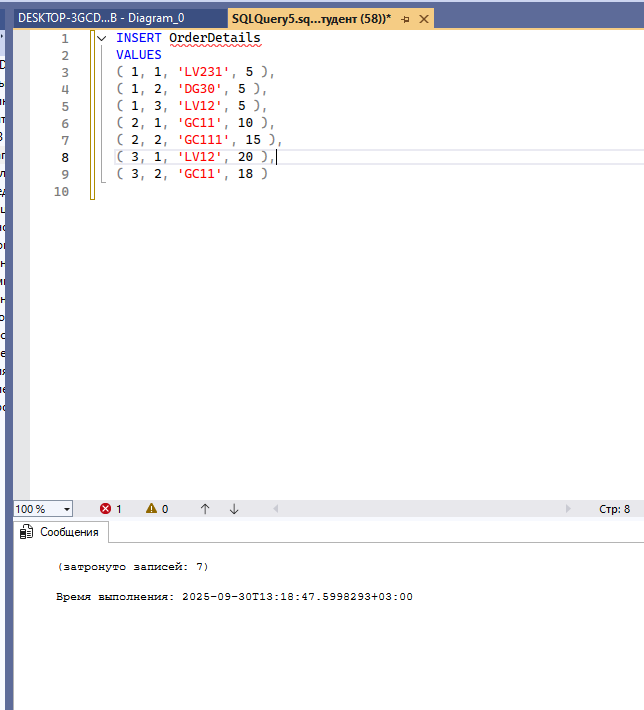 DESKTOP-3GCD...B - Diagram_0
SQLQuery5.sq...тудент (58))*
1 INSERT OrderDetails
2 VALUES
3 ( 1, 1, 'LV231', 5 ),
4 ( 1, 2, 'DG30', 5 ),
5 ( 1, 3, 'LV12', 5 ),
6 ( 2, 1, 'GC11', 10 ),
7 ( 2, 2, 'GC111', 15 ),
8 ( 3, 1, 'LV12', 20 ),
9 ( 3, 2, 'GC11', 18 )
10
100 %
1
0
Стр: 8
Сообщения
(затронуто записей: 7)
Время выполнения: 2025-09-30T13:18:47.5998293+03:00